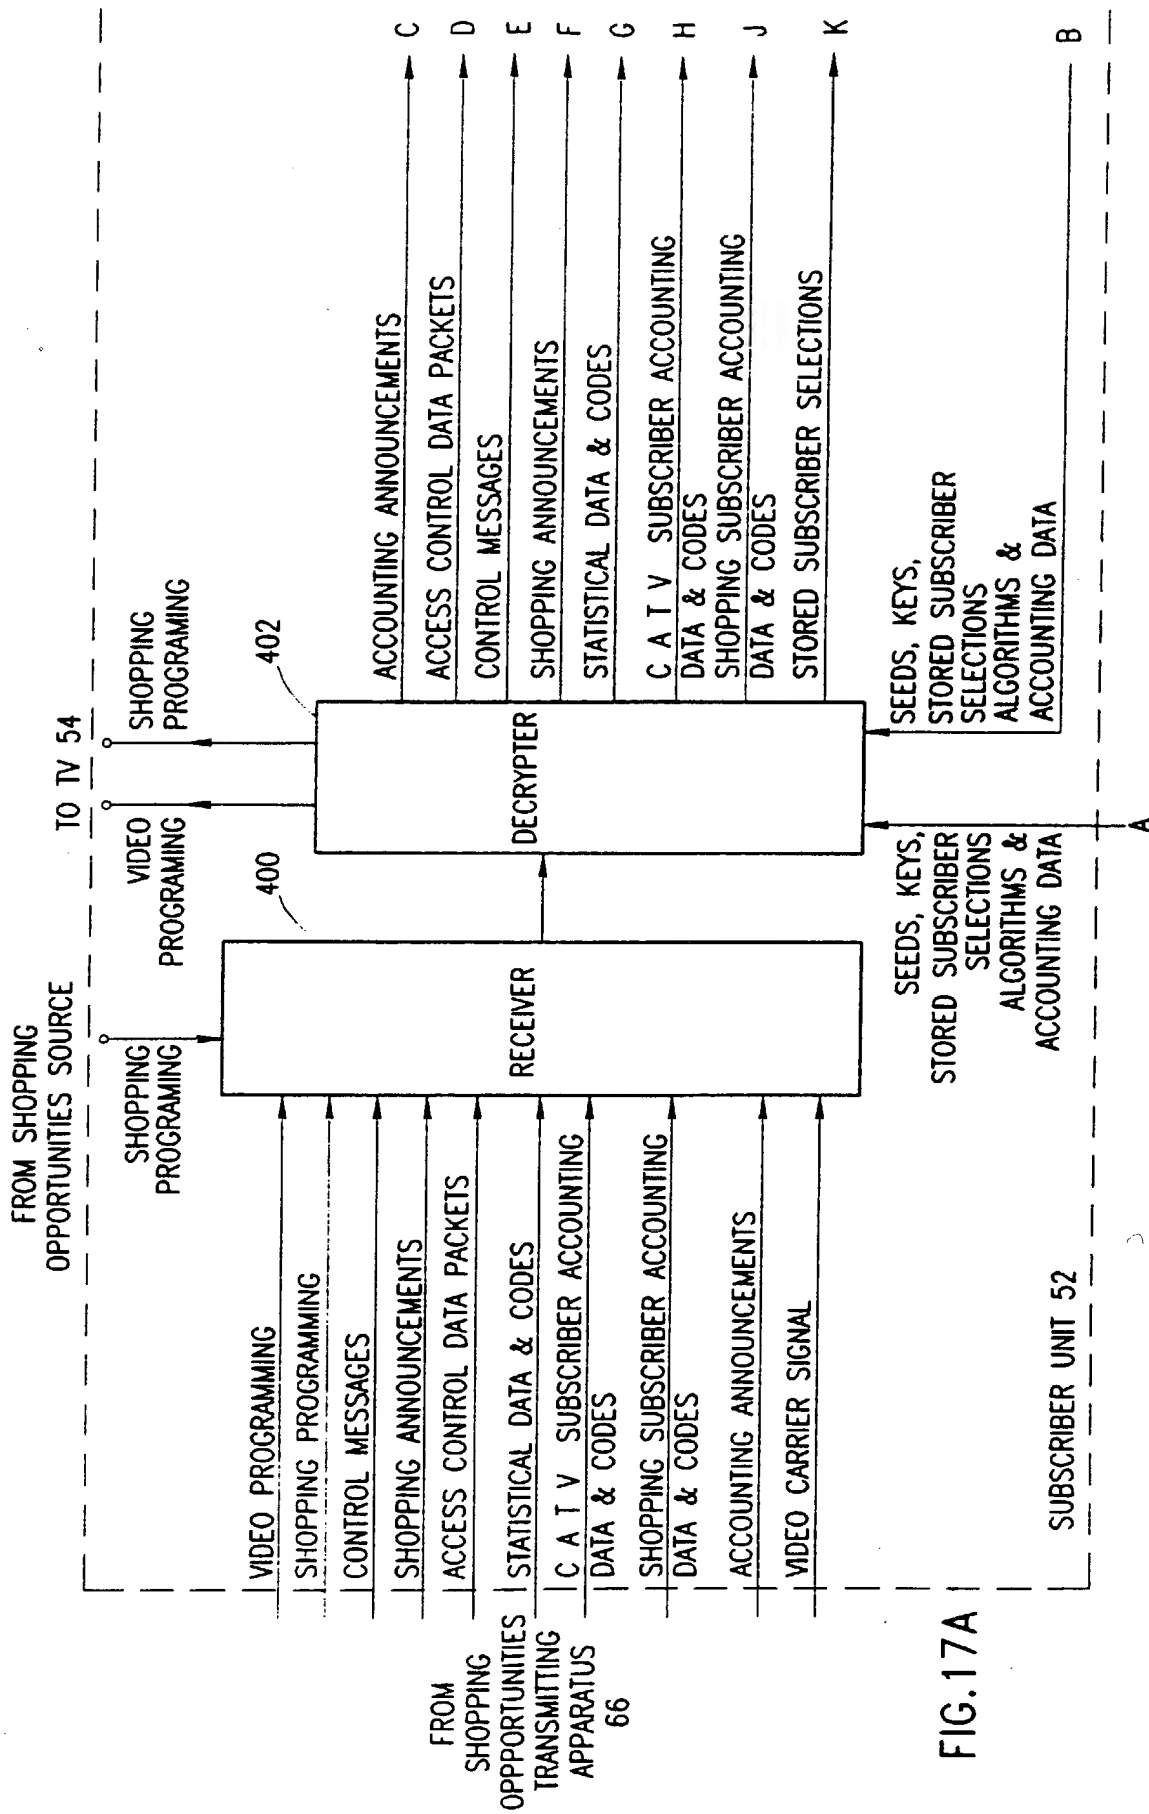 FROM SHOPPING
OPPORTUNITIES SOURCE
SHOPPING
PROGRAMING
TO TV 54
VIDEO
PROGRAMING
SHOPPING
PROGRAMING
400
402
VIDEO PROGRAMMING
SHOPPING PROGRAMMING
CONTROL MESSAGES
SHOPPING ANNOUNCEMENTS
ACCESS CONTROL DATA PACKETS
STATISTICAL DATA & CODES
C A T V SUBSCRIBER ACCOUNTING
DATA & CODES
SHOPPING SUBSCRIBER ACCOUNTING
DATA & CODES
ACCOUNTING ANNOUNCEMENTS
VIDEO CARRIER SIGNAL
FROM
SHOPPING
OPPPORTUNITIES
TRANSMITTING
APPARATUS
66
RECEIVER
DECRYPTER
ACCOUNTING ANNOUNCEMENTS
C
ACCESS CONTROL DATA PACKETS
D
CONTROL MESSAGES
E
SHOPPING ANNOUNCEMENTS
F
STATISTICAL DATA & CODES
G
C A T V SUBSCRIBER ACCOUNTING
DATA & CODES
H
SHOPPING SUBSCRIBER ACCOUNTING
DATA & CODES
J
STORED SUBSCRIBER SELECTIONS
K
SEEDS, KEYS,
STORED SUBSCRIBER
SELECTIONS
ALGORITHMS &
ACCOUNTING DATA
A
SEEDS, KEYS,
STORED SUBSCRIBER
SELECTIONS
ALGORITHMS &
ACCOUNTING DATA
B
SUBSCRIBER UNIT 52
FIG.17A